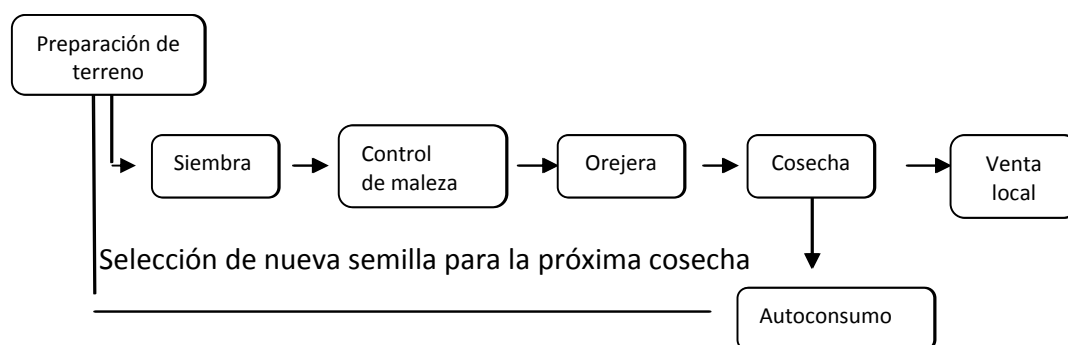 Preparación de
terreno
Siembra
Control
de maleza
Orejera
Cosecha
Venta
local
Selección de nueva semilla para la próxima cosecha
Autoconsumo